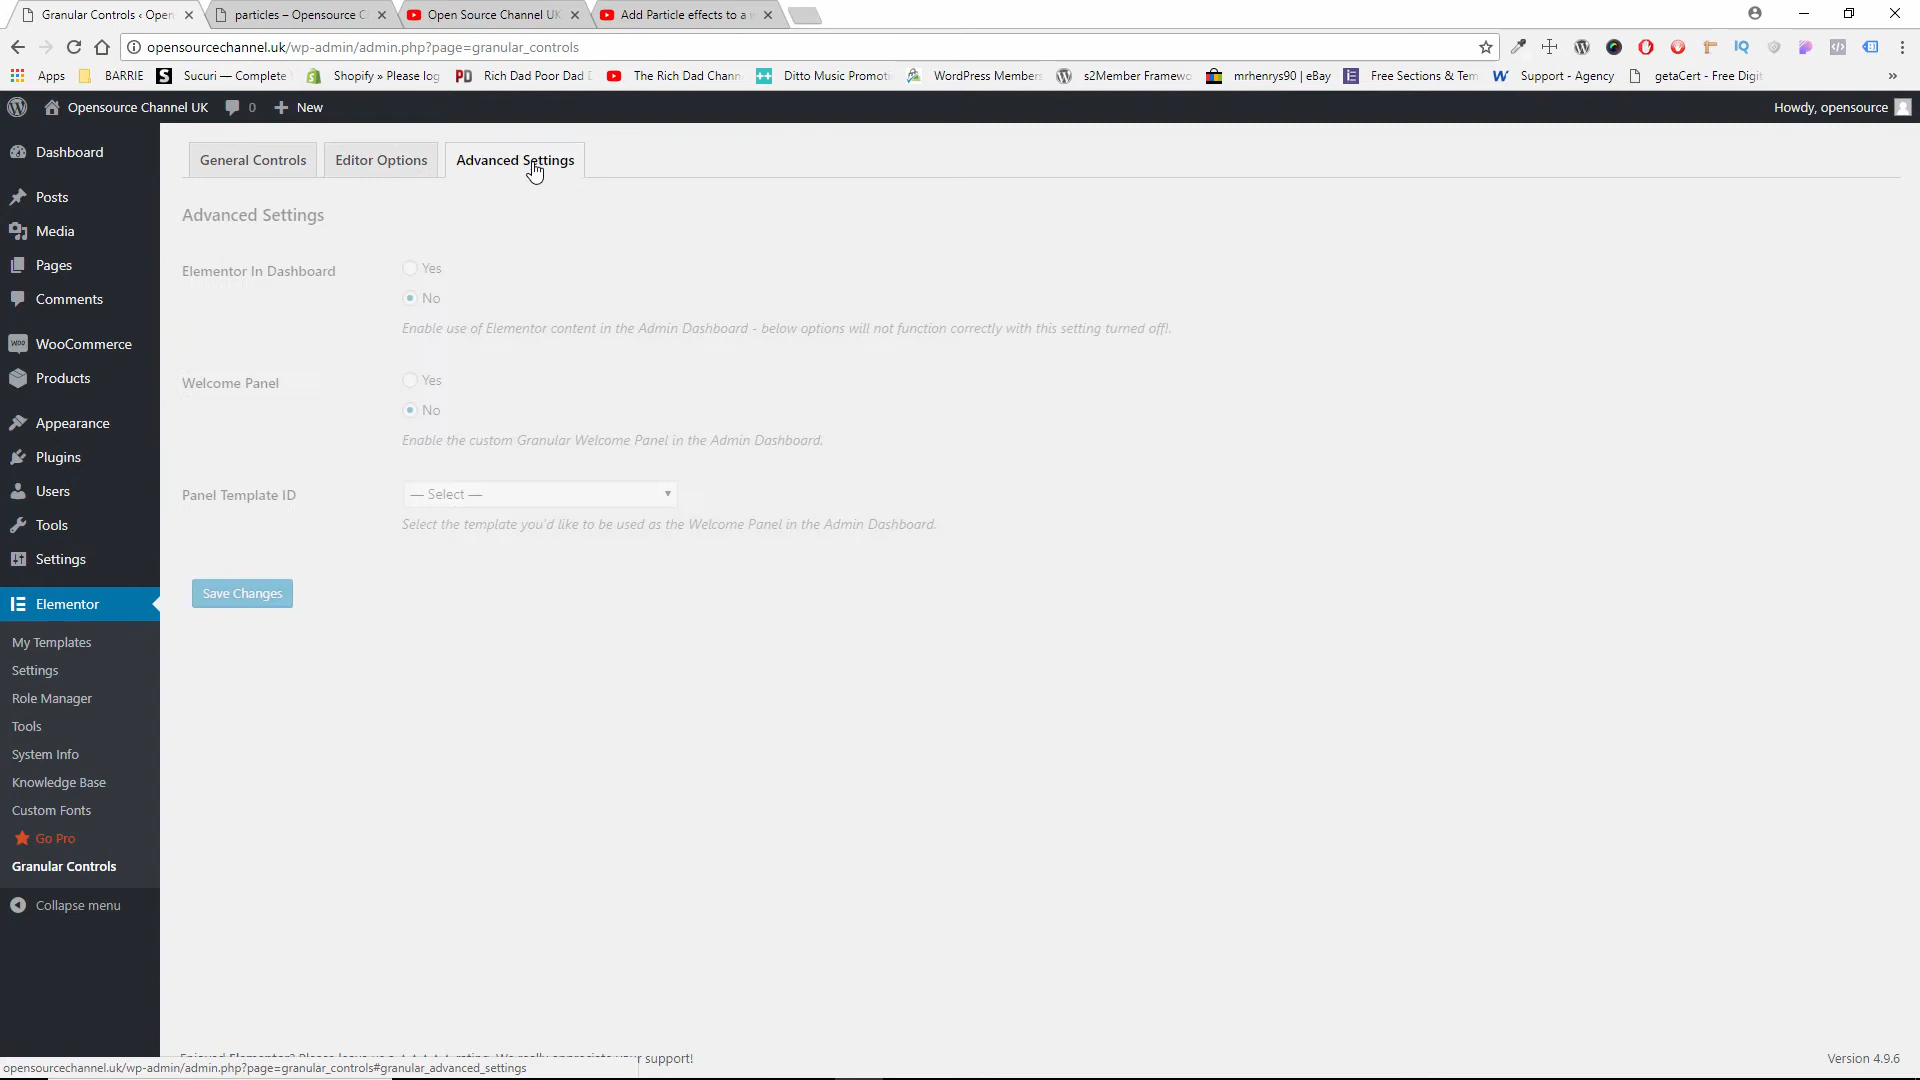 Granular Controls ‹ Open
particles – Opensource C
Open Source Channel UK
Add Particle effects to a w
opensourcechannel.uk/wp-admin/admin.php?page=granular_controls
Apps
BARRIE
Sucuri — Complete
Shopify » Please log
Rich Dad Poor Dad
The Rich Dad Chann
Ditto Music Promoti
WordPress Members
s2Member Framewo
mrhenrys90 | eBay
Free Sections & Tem
Support - Agency
getaCert - Free Digit
»
Opensource Channel UK
0
New
Howdy, opensource
Dashboard
Posts
Media
Pages
Comments
WooCommerce
Products
Appearance
Plugins
Users
Tools
Settings
Elementor
My Templates
Settings
Role Manager
Tools
System Info
Knowledge Base
Custom Fonts
Go Pro
Granular Controls
Collapse menu
General Controls
Editor Options
Advanced Settings
Advanced Settings
Elementor In Dashboard
Yes
No
Enable use of Elementor content in the Admin Dashboard - below options will not function correctly with this setting turned off!.
Welcome Panel
Yes
No
Enable the custom Granular Welcome Panel in the Admin Dashboard.
Panel Template ID
— Select —
Select the template you'd like to be used as the Welcome Panel in the Admin Dashboard.
Save Changes
support!
Version 4.9.6
opensourcechannel.uk/wp-admin/admin.php?page=granular_controls#granular_advanced_settings